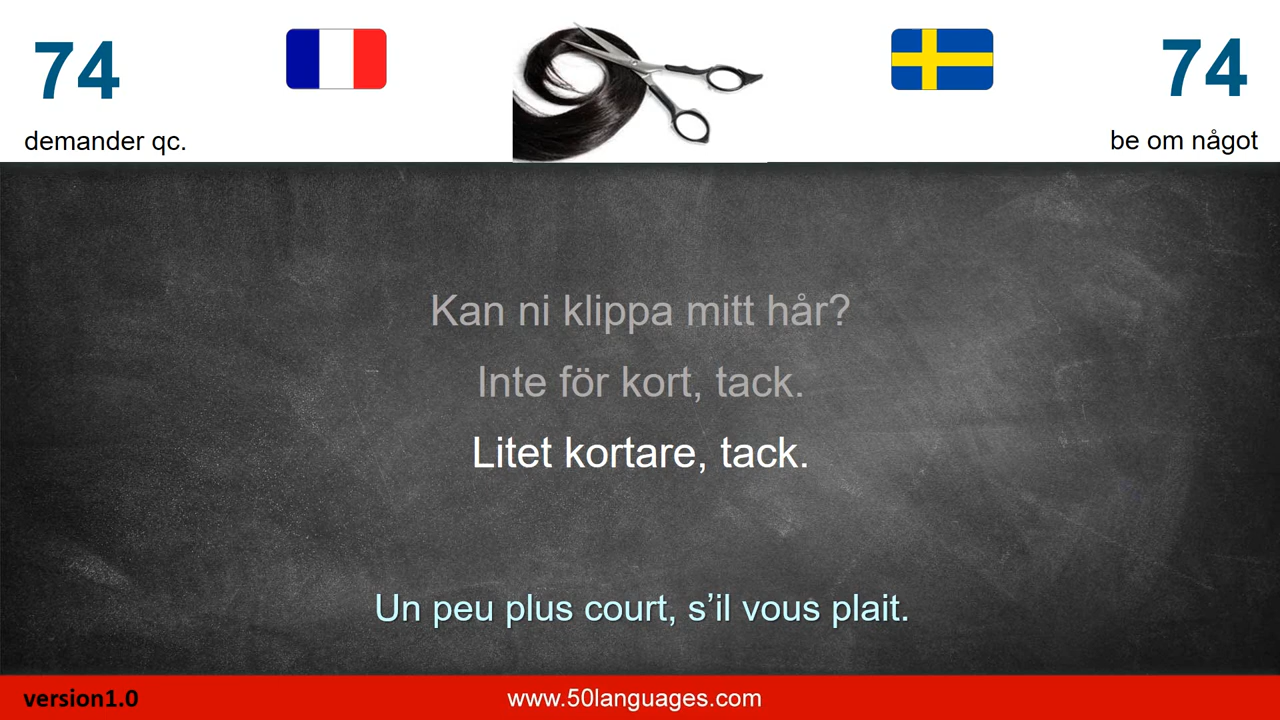 74
74
demander qc.
be om något
Kan ni klippa mitt hår?
Inte för kort, tack.
Litet kortare, tack.
Un peu plus court, s’il vous plait.
version1.0
www.50languages.com